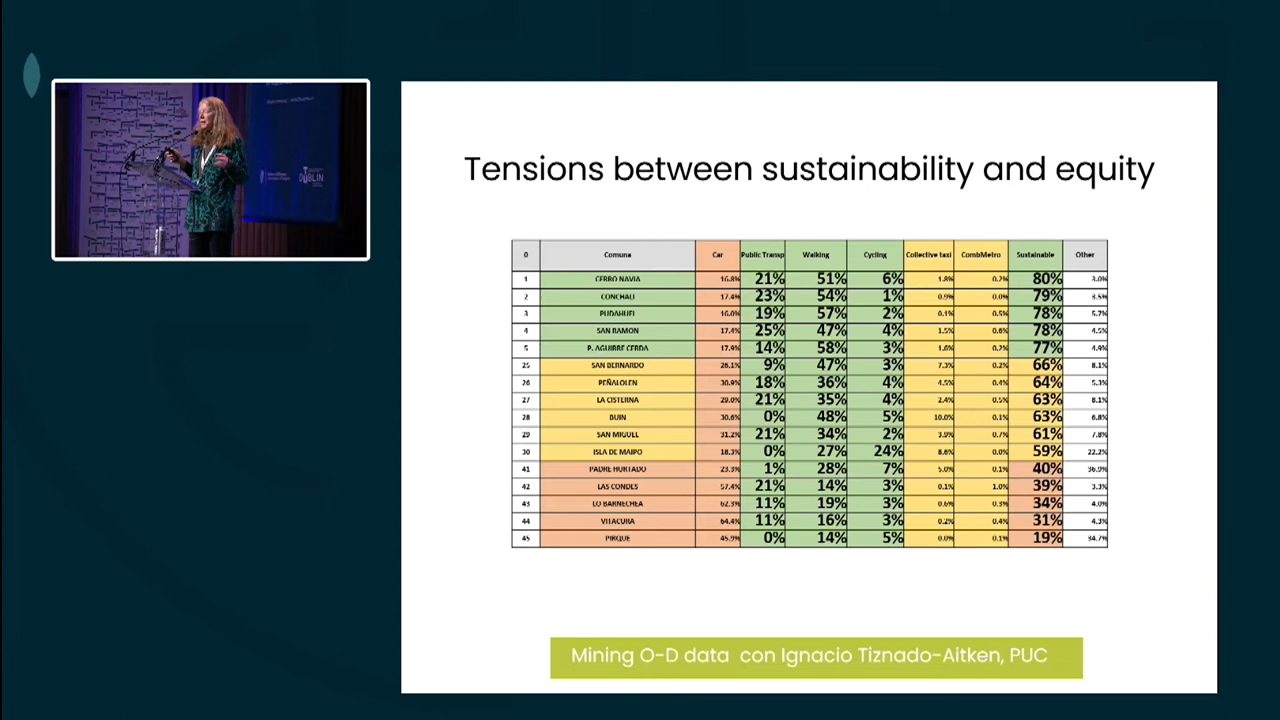 DUBLIN
Tensions between sustainability and equity
0 Comuna Car Public Transp Walking Cycling Collective taxi CombMetro Sustainable Other
1 CERRO NAVIA 16.8% 21% 51% 6% 1.8% 0.2% 80% 3.0%
2 CONCHALI 17.4% 23% 54% 1% 0.9% 0.0% 79% 3.5%
3 PUDAHUEL 16.0% 19% 57% 2% 0.1% 0.5% 78% 5.7%
4 SAN RAMON 17.4% 25% 47% 4% 1.5% 0.6% 78% 4.5%
5 P. AGUIRRE CERDA 17.9% 14% 58% 3% 1.6% 0.2% 77% 4.9%
25 SAN BERNARDO 26.1% 9% 47% 3% 7.3% 0.2% 66% 8.1%
26 PEÑALOLEN 30.9% 18% 36% 4% 4.5% 0.4% 64% 5.3%
27 LA CISTERNA 29.0% 21% 35% 4% 2.4% 0.5% 63% 8.1%
28 BUIN 30.6% 0% 48% 5% 10.0% 0.1% 63% 6.8%
29 SAN MIGUEL 31.2% 21% 34% 2% 3.9% 0.7% 61% 7.8%
30 ISLA DE MAIPO 18.3% 0% 27% 24% 8.6% 0.0% 59% 22.2%
41 PADRE HURTADO 23.3% 1% 28% 7% 5.0% 0.1% 40% 36.9%
42 LAS CONDES 57.4% 21% 14% 3% 0.1% 1.0% 39% 3.3%
43 LO BARNECHEA 62.3% 11% 19% 3% 0.6% 0.3% 34% 4.0%
44 VITACURA 64.4% 11% 16% 3% 0.2% 0.4% 31% 4.3%
45 PIRQUE 45.9% 0% 14% 5% 0.0% 0.1% 19% 34.7%
Mining O-D data con Ignacio Tiznado-Aitken, PUC